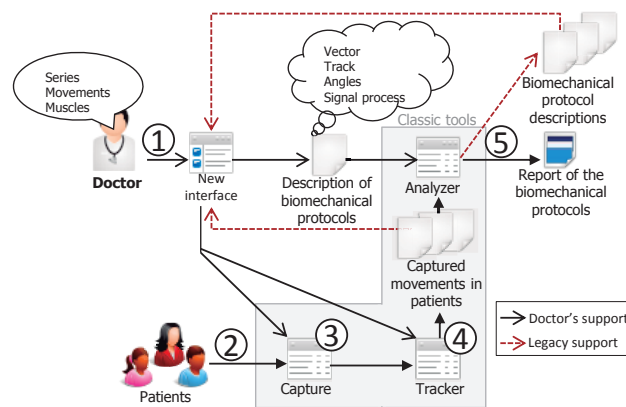 Series
Movements
Muscles
Vector
Track
Angles
Signal process
Classic tools
Biomechanical
protocol
descriptions
1
5
Doctor
New
interface
Description of
biomechanical
protocols
Analyzer
Report of the
biomechanical
protocols
Captured
movements in
patients
2
3
4
Patients
Capture
Tracker
Doctor's support
Legacy support